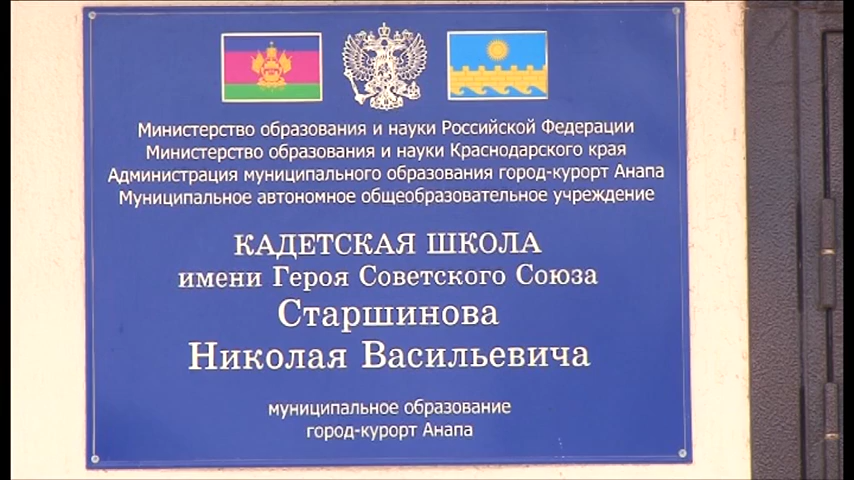 Министерство образования и науки Российской Федерации
Министерство образования и науки Краснодарского края
Администрация муниципального образования город-курорт Анапа
Муниципальное автономное общеобразовательное учреждение
КАДЕТСКАЯ ШКОЛА
имени Героя Советского Союза
Старшинова
Николая Васильевича
муниципальное образование
город-курорт Анапа